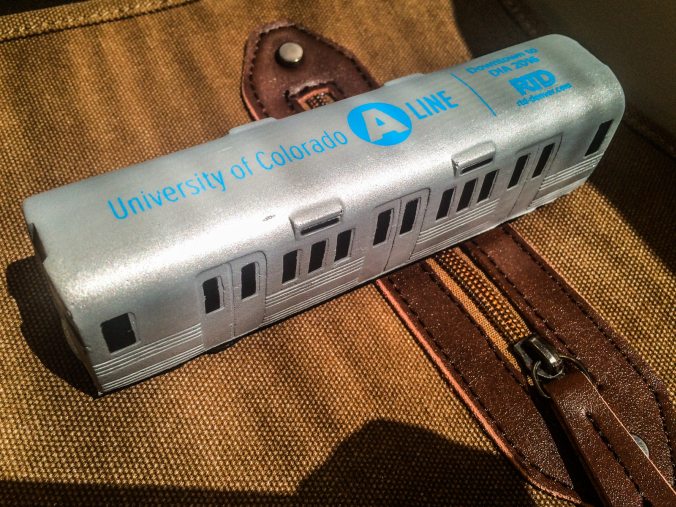 University of Colorado A LINE
Downtown to
DIA 2016
RTD
rtd-denver.com